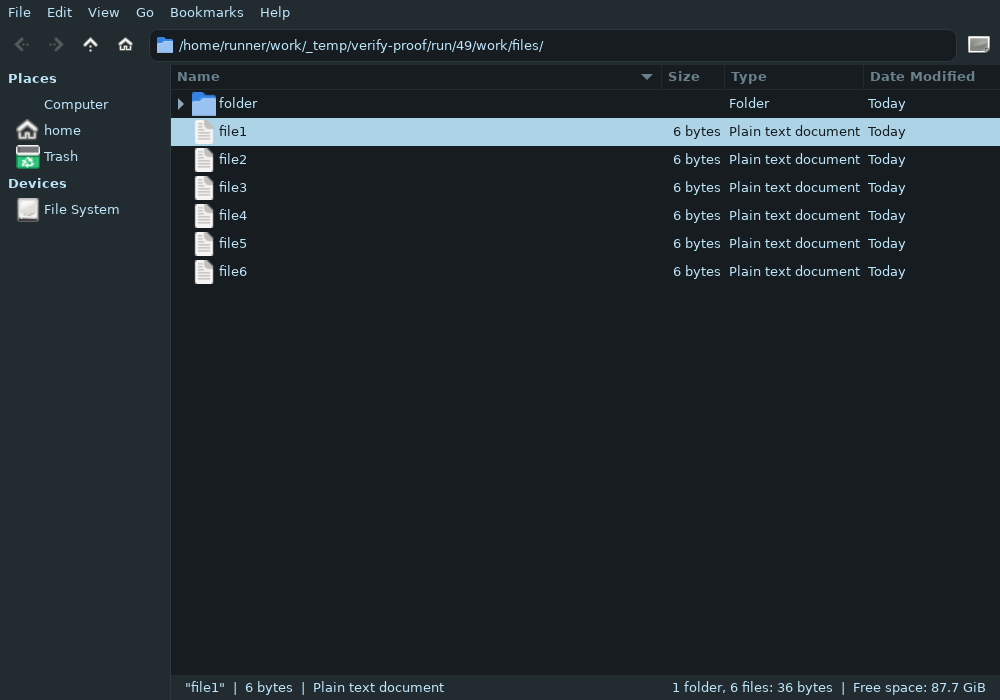 File Edit View Go Bookmarks Help
/home/runner/work/_temp/verify-proof/run/49/work/files/
Places
Computer
home
Trash
Devices
File System
Name Size Type Date Modified
folder Folder Today
file1 6 bytes Plain text document Today
file2 6 bytes Plain text document Today
file3 6 bytes Plain text document Today
file4 6 bytes Plain text document Today
file5 6 bytes Plain text document Today
file6 6 bytes Plain text document Today
"file1" | 6 bytes | Plain text document 1 folder, 6 files: 36 bytes | Free space: 87.7 GiB